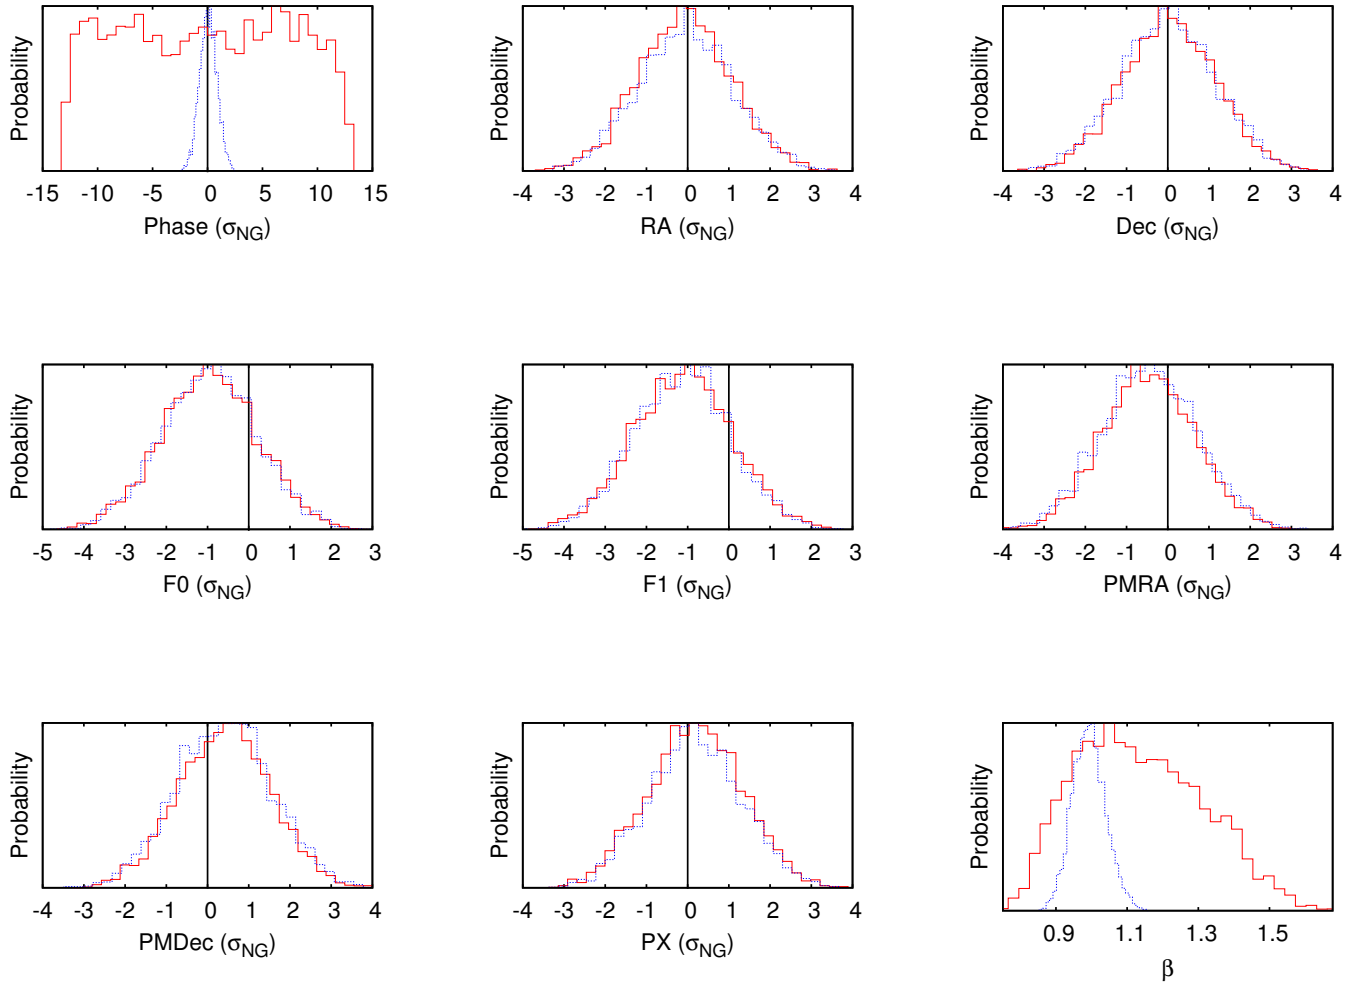 Probability
-15 -10 -5 0 5 10 15
Phase (σNG)
Probability
-4 -3 -2 -1 0 1 2 3 4
RA (σNG)
Probability
-4 -3 -2 -1 0 1 2 3 4
Dec (σNG)
Probability
-5 -4 -3 -2 -1 0 1 2 3
F0 (σNG)
Probability
-5 -4 -3 -2 -1 0 1 2 3
F1 (σNG)
Probability
-4 -3 -2 -1 0 1 2 3 4
PMRA (σNG)
Probability
-4 -3 -2 -1 0 1 2 3 4
PMDec (σNG)
Probability
-4 -3 -2 -1 0 1 2 3 4
PX (σNG)
Probability
0.9 1.1 1.3 1.5
β